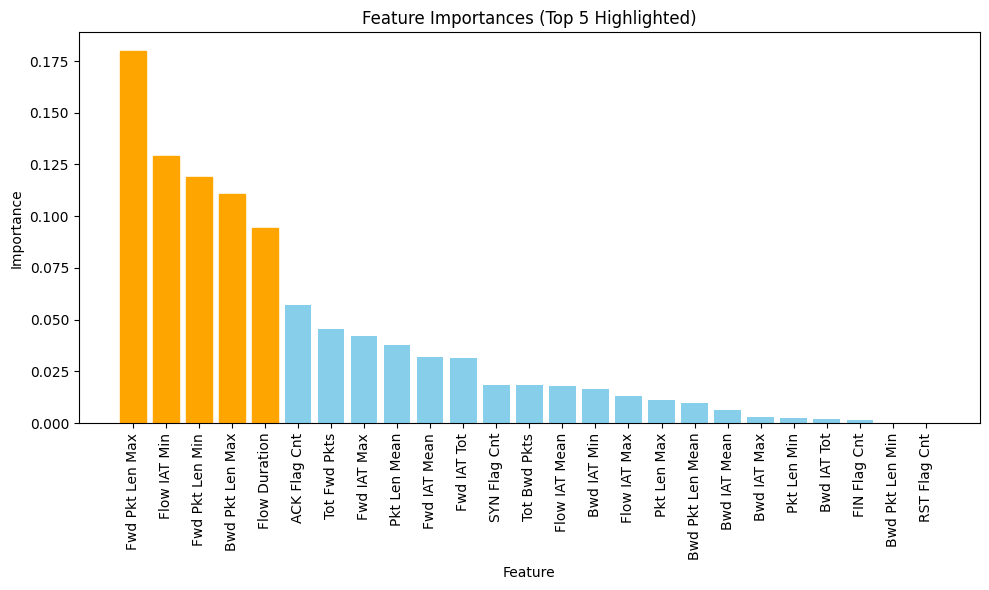 Feature Importances (Top 5 Highlighted)
Importance
0.175
0.150
0.125
0.100
0.075
0.050
0.025
0.000
Fwd Pkt Len Max
Flow IAT Min
Fwd Pkt Len Min
Bwd Pkt Len Max
Flow Duration
ACK Flag Cnt
Tot Fwd Pkts
Fwd IAT Max
Pkt Len Mean
Fwd IAT Mean
Fwd IAT Tot
SYN Flag Cnt
Tot Bwd Pkts
Flow IAT Mean
Bwd IAT Min
Flow IAT Max
Pkt Len Max
Bwd Pkt Len Mean
Bwd IAT Mean
Bwd IAT Max
Pkt Len Min
Bwd IAT Tot
FIN Flag Cnt
Bwd Pkt Len Min
RST Flag Cnt
Feature